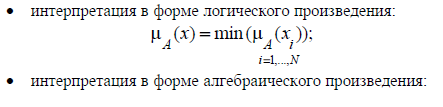 • интерпретация в форме логического произведения:
μ_A(x) = min (μ_A(x_i));
i=1,...,N
• интерпретация в форме алгебраического произведения: